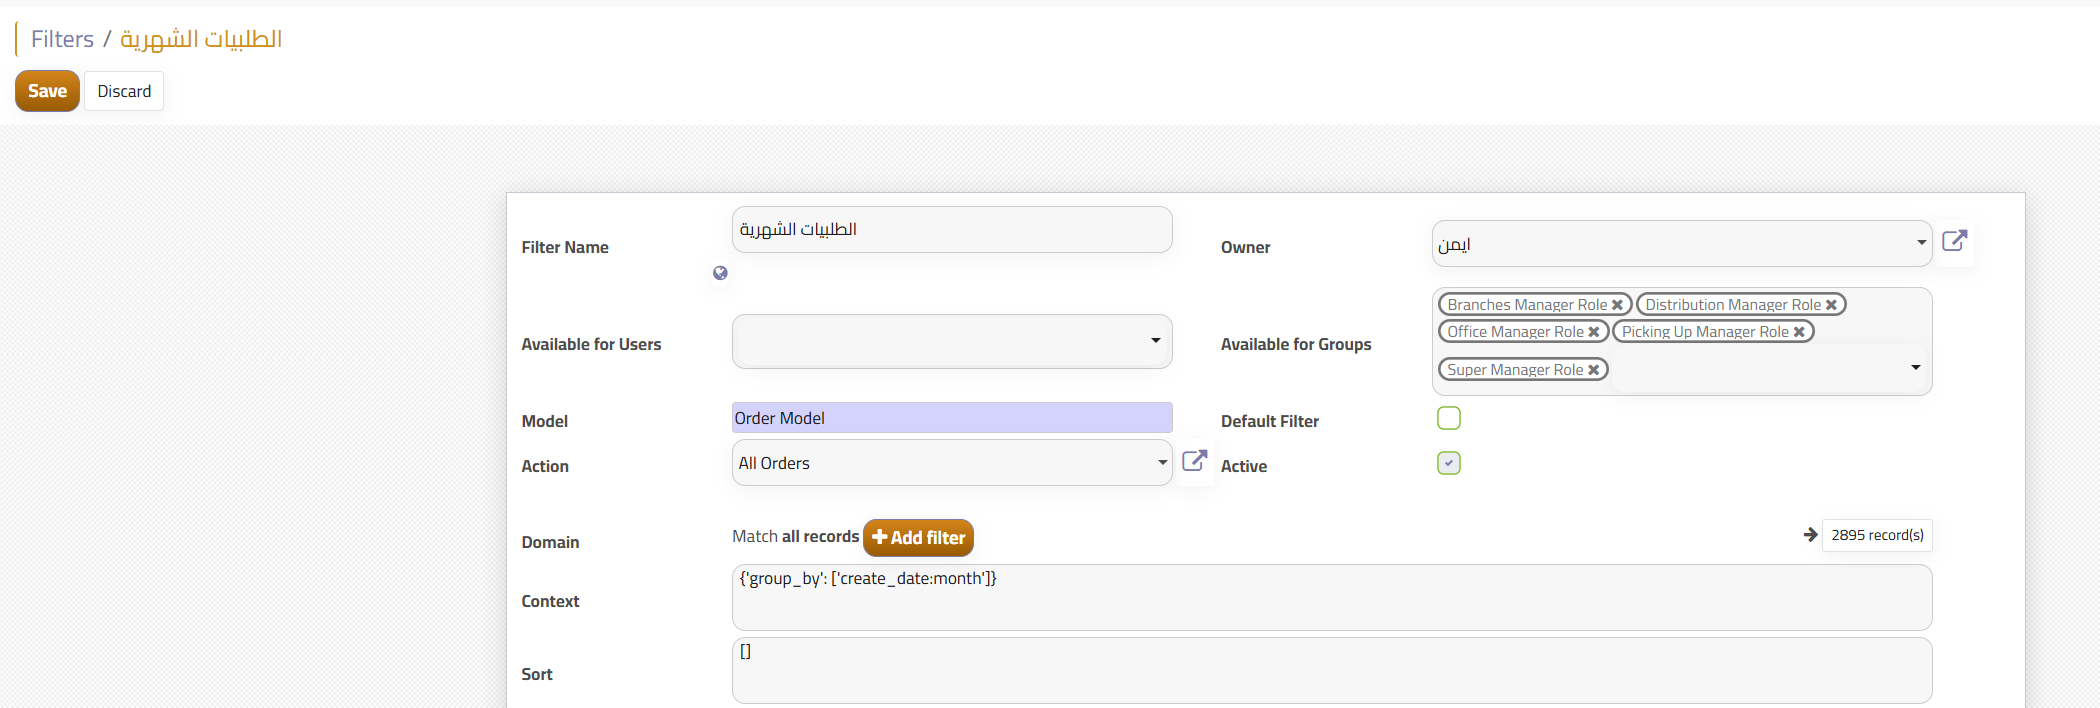 Filters / الطلبيات الشهرية
Save Discard
Filter Name الطلبيات الشهرية Owner ايمن
Available for Users Available for Groups Branches Manager Role Distribution Manager Role
Office Manager Role Picking Up Manager Role
Super Manager Role
Model Order Model Default Filter
Action All Orders Active
Domain Match all records Add filter 2895 record(s)
Context {'group_by': ['create_date:month']}
Sort []